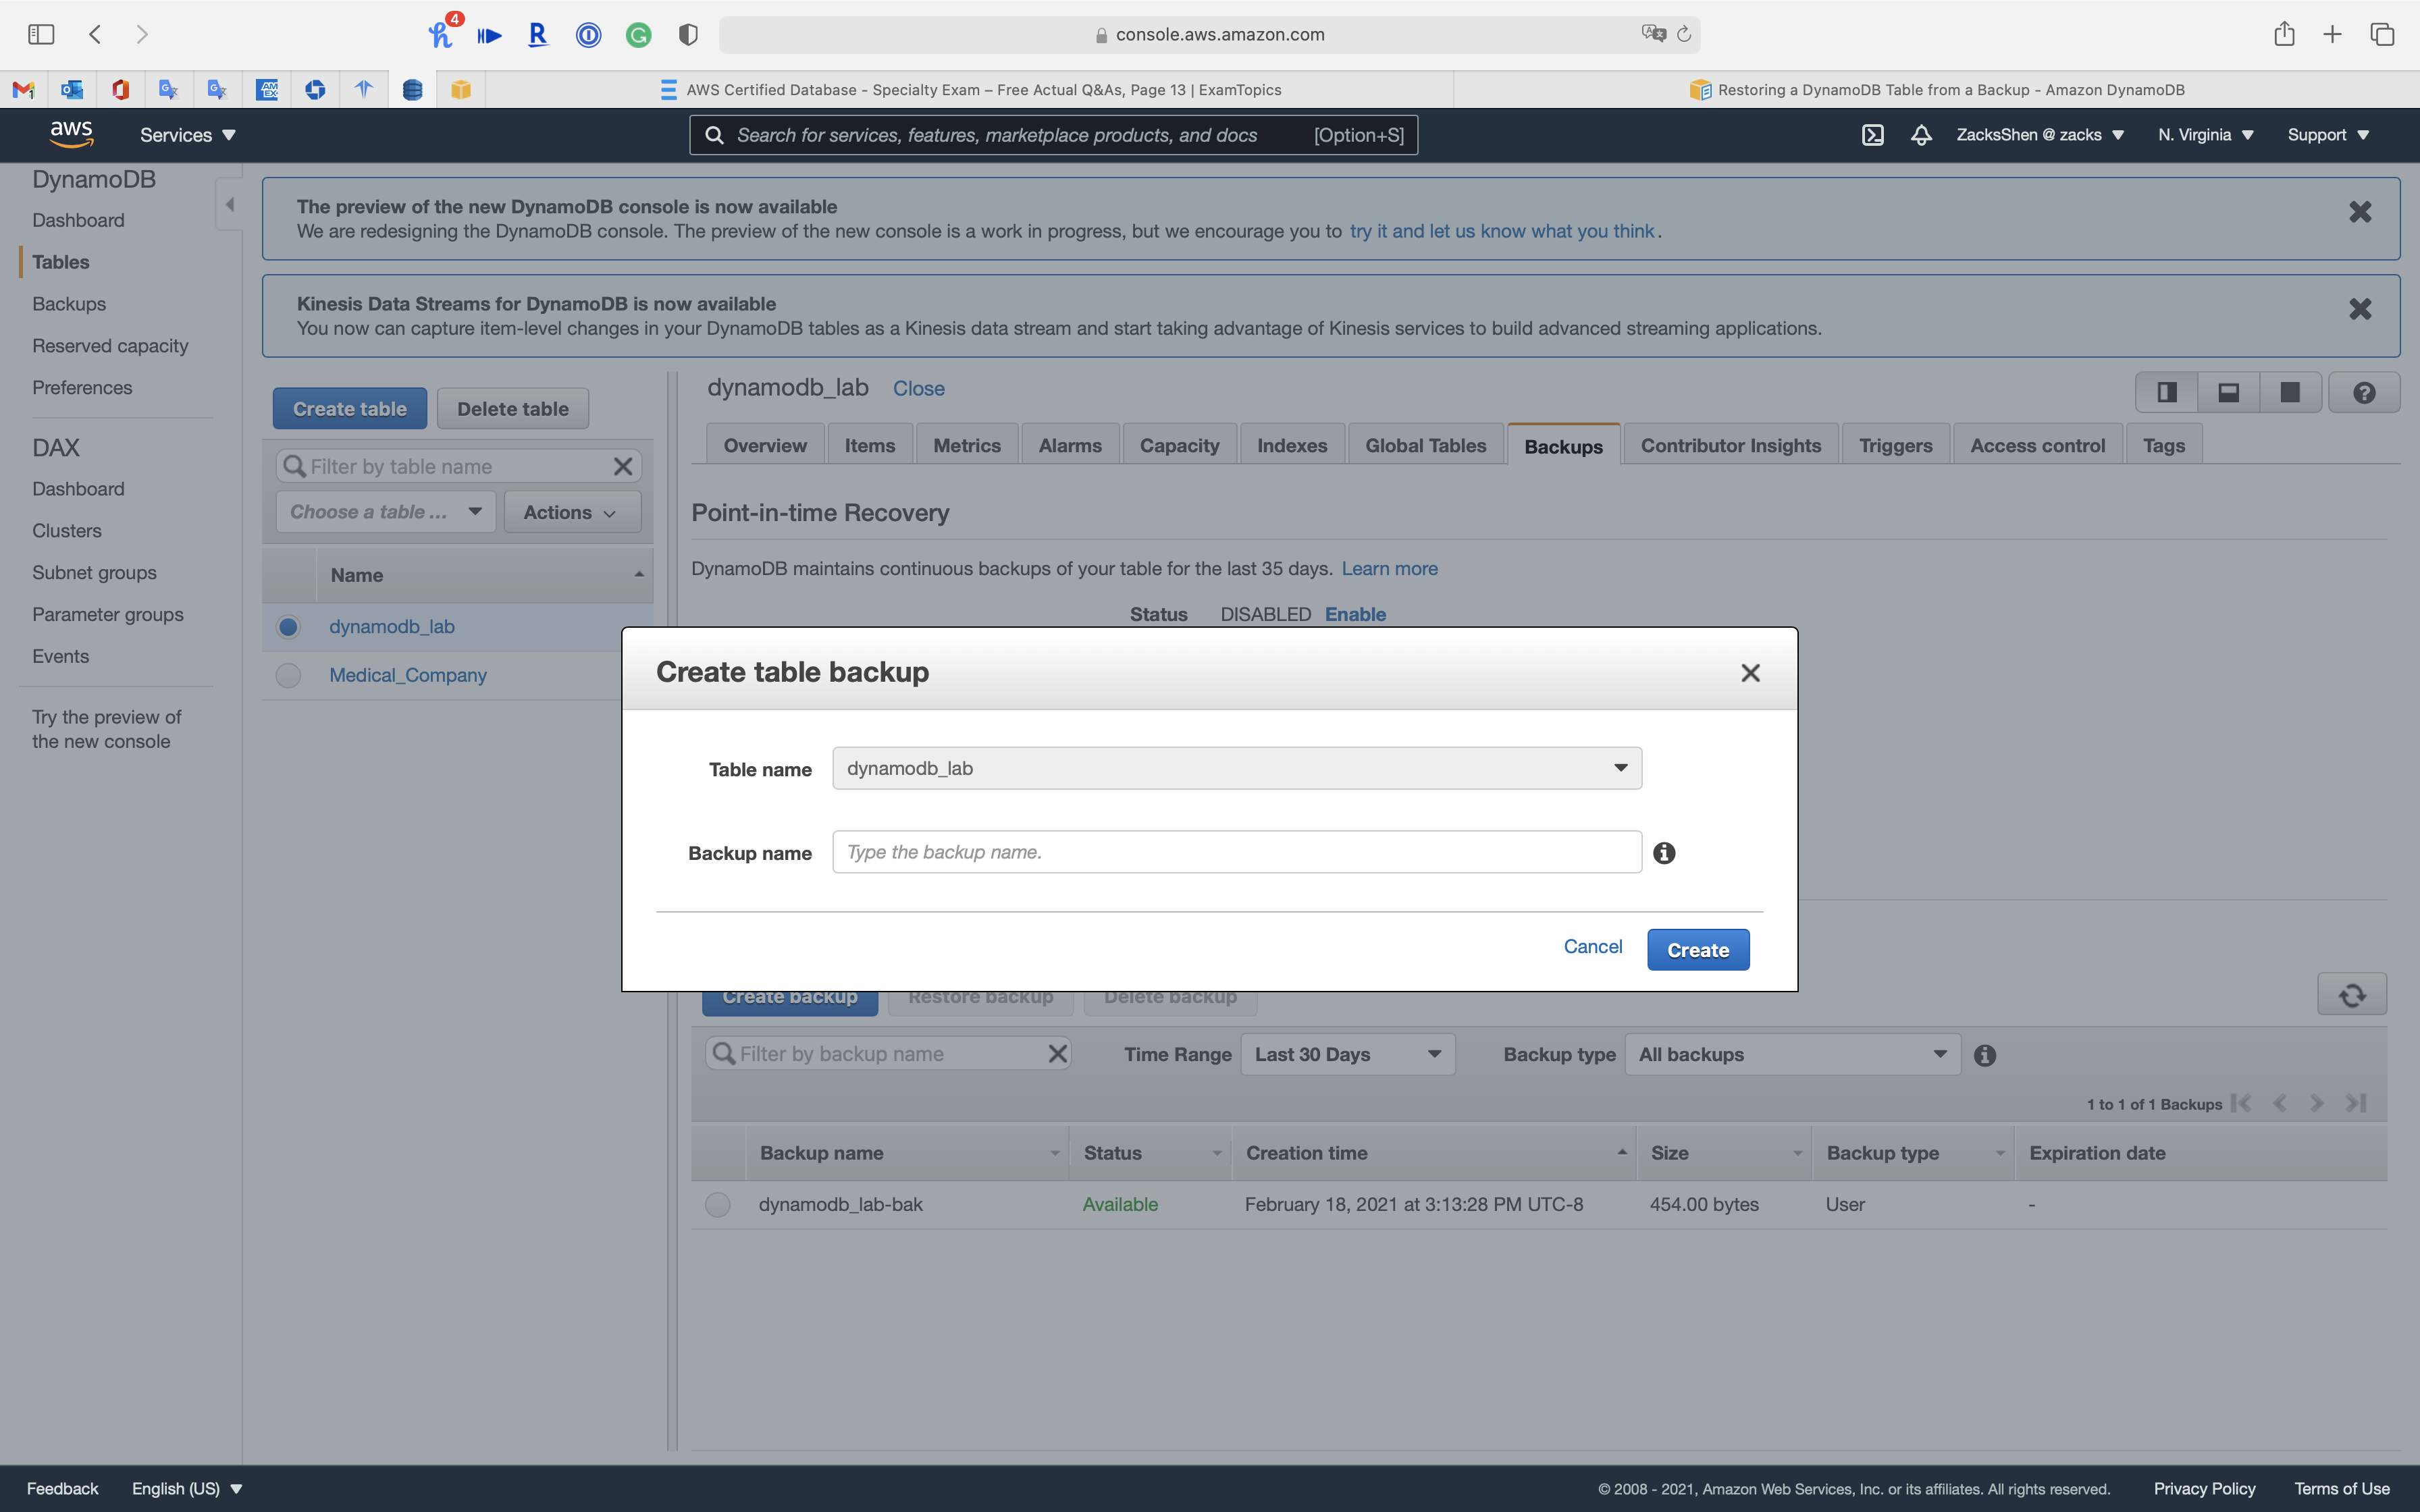 4
console.aws.amazon.com
AWS Certified Database - Specialty Exam – Free Actual Q&As, Page 13 | ExamTopics
Restoring a DynamoDB Table from a Backup - Amazon DynamoDB
aws
Services
Search for services, features, marketplace products, and docs
[Option+S]
ZacksShen @ zacks
N. Virginia
Support
DynamoDB
Dashboard
Tables
Backups
Reserved capacity
Preferences
DAX
Dashboard
Clusters
Subnet groups
Parameter groups
Events
Try the preview of
the new console
The preview of the new DynamoDB console is now available
We are redesigning the DynamoDB console. The preview of the new console is a work in progress, but we encourage you to try it and let us know what you think.
Kinesis Data Streams for DynamoDB is now available
You now can capture item-level changes in your DynamoDB tables as a Kinesis data stream and start taking advantage of Kinesis services to build advanced streaming applications.
Create table
Delete table
Filter by table name
Choose a table ...
Actions
Name
dynamodb_lab
Medical_Company
dynamodb_lab
Close
Overview
Items
Metrics
Alarms
Capacity
Indexes
Global Tables
Backups
Contributor Insights
Triggers
Access control
Tags
Point-in-time Recovery
DynamoDB maintains continuous backups of your table for the last 35 days. Learn more
Status DISABLED Enable
Create table backup
Table name
dynamodb_lab
Backup name
Type the backup name.
Cancel
Create
Create backup
Restore backup
Delete backup
Filter by backup name
Time Range
Last 30 Days
Backup type
All backups
1 to 1 of 1 Backups
Backup name
Status
Creation time
Size
Backup type
Expiration date
dynamodb_lab-bak
Available
February 18, 2021 at 3:13:28 PM UTC-8
454.00 bytes
User
-
Feedback
English (US)
© 2008 - 2021, Amazon Web Services, Inc. or its affiliates. All rights reserved.
Privacy Policy
Terms of Use